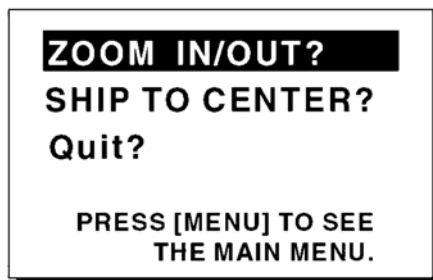 ZOOM IN/OUT?
SHIP TO CENTER?
Quit?
PRESS [MENU] TO SEE
THE MAIN MENU.